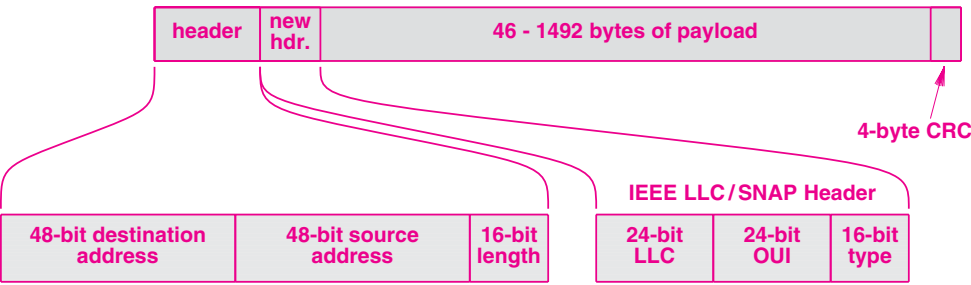 header
new
hdr.
46 - 1492 bytes of payload
4-byte CRC
IEEE LLC / SNAP Header
48-bit destination
address
48-bit source
address
16-bit
length
24-bit
LLC
24-bit
OUI
16-bit
type